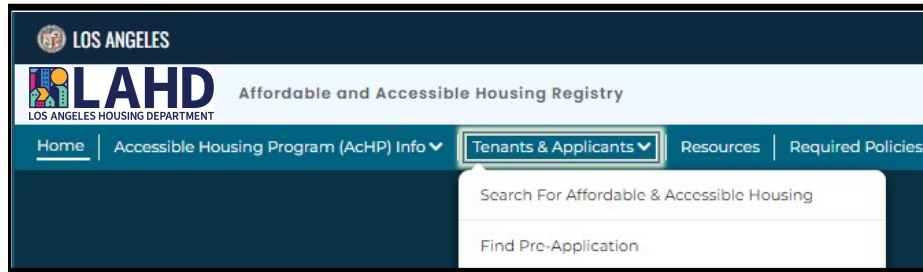 LOS ANGELES
LAHD
LOS ANGELES HOUSING DEPARTMENT
Affordable and Accessible Housing Registry
Home Accessible Housing Program (AcHP) Info Tenants & Applicants Resources Required Policies
Search For Affordable & Accessible Housing
Find Pre-Application